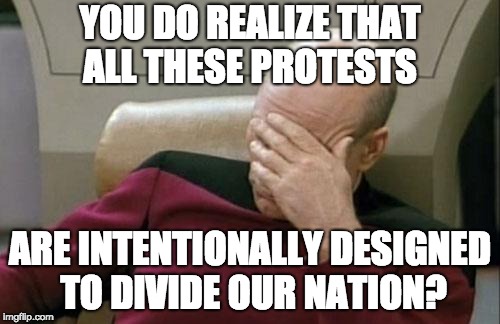 YOU DO REALIZE THAT
ALL THESE PROTESTS
ARE INTENTIONALLY DESIGNED
TO DIVIDE OUR NATION?
imgflip.com